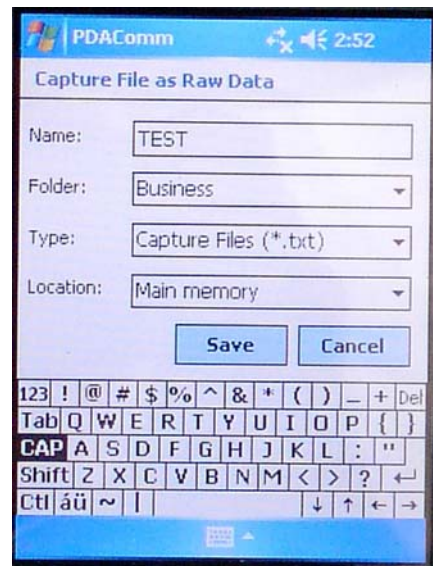 PDAComm 2:52
Capture File as Raw Data
Name: TEST
Folder: Business
Type: Capture Files (*.txt)
Location: Main memory
Save Cancel
123 ! @ # $ % ^ & * ( ) _ + Del
Tab Q W E R T Y U I O P { }
CAP A S D F G H J K L : "
Shift Z X C V B N M < > ? ↵
Ctl áü ~ | ↓ ↑ ← →